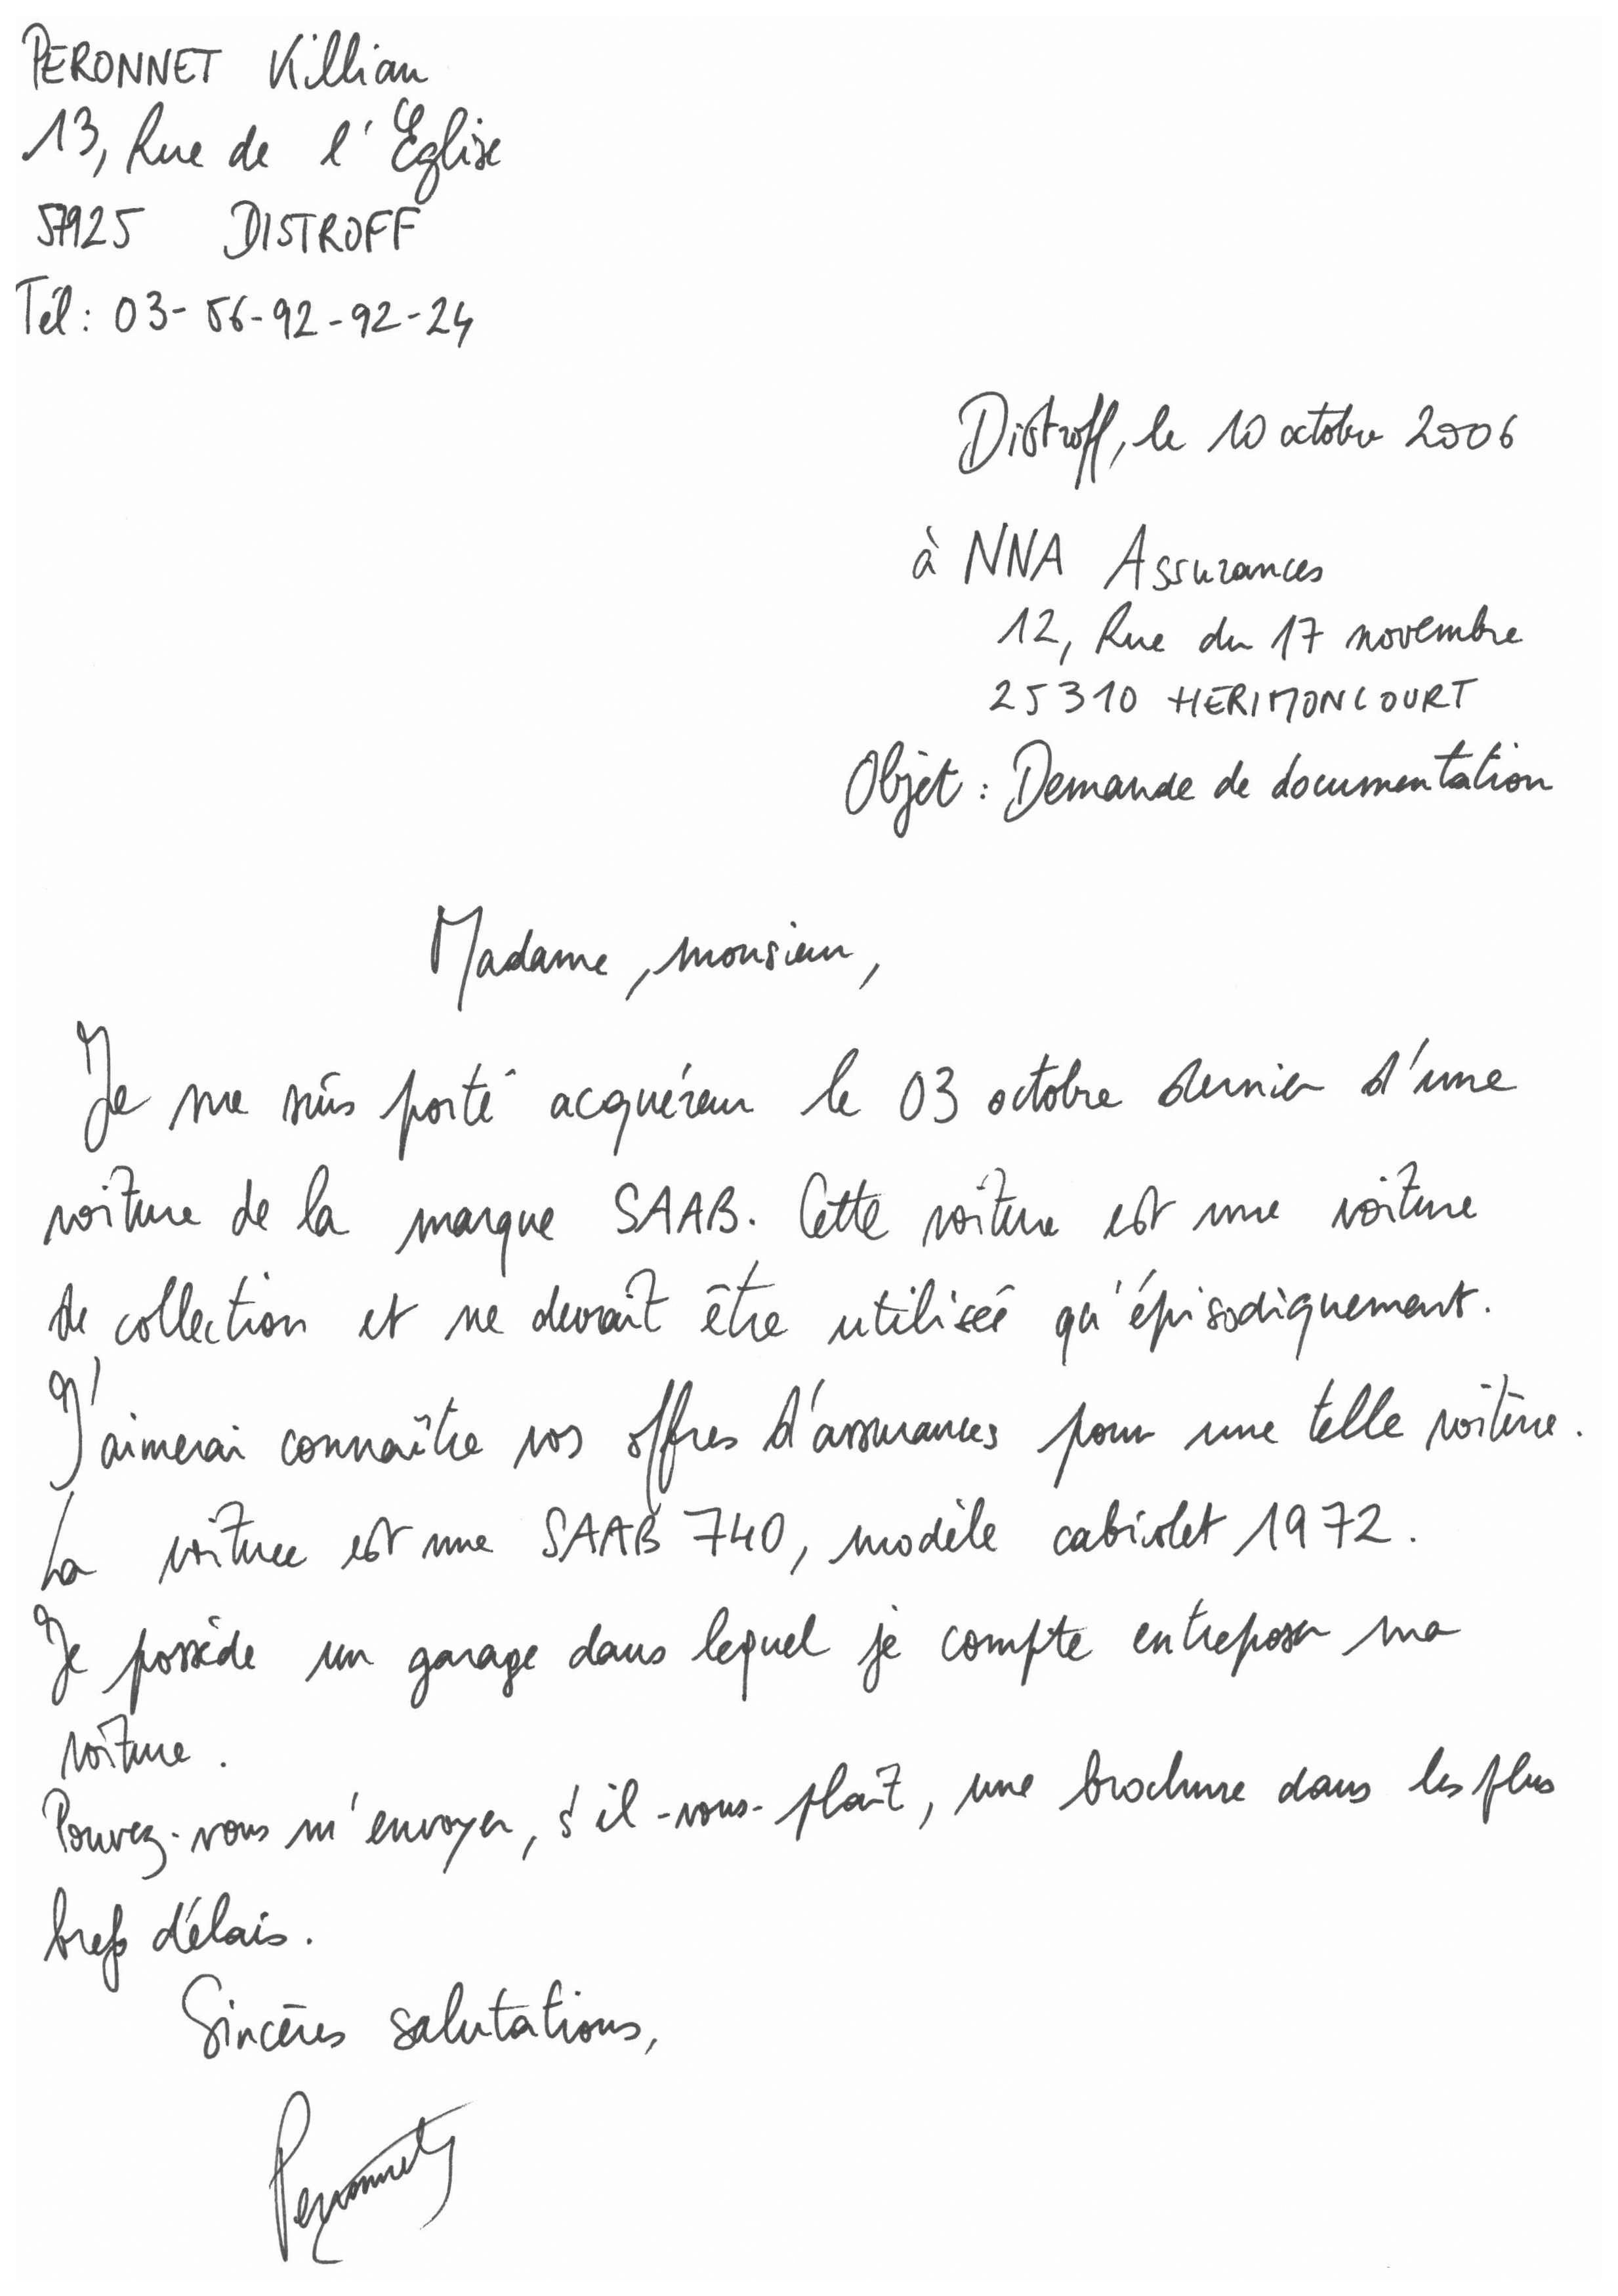 PERONNET Killian
13, Rue de l'Eglise
57925 DISTROFF
Tél : 03-56-92-92-24
Distroff, le 10 octobre 2006
à NNA Assurances
12, Rue du 17 novembre
25310 HERIMONCOURT
Objet : Demande de documentation
Madame, monsieur,
Je me suis porté acquéreur le 03 octobre dernier d'une
voiture de la marque SAAB. Cette voiture est une voiture
de collection et ne devrait être utilisée qu'épisodiquement.
J'aimerai connaître vos offres d'assurances pour une telle voiture.
La voiture est une SAAB 740, modèle cabriolet 1972.
Je possède un garage dans lequel je compte entreposer ma
voiture.
Pouvez-vous m'envoyer, s'il-vous-plaît, une brochure dans les plus
brefs délais.
Sincères salutations,
Peronnet